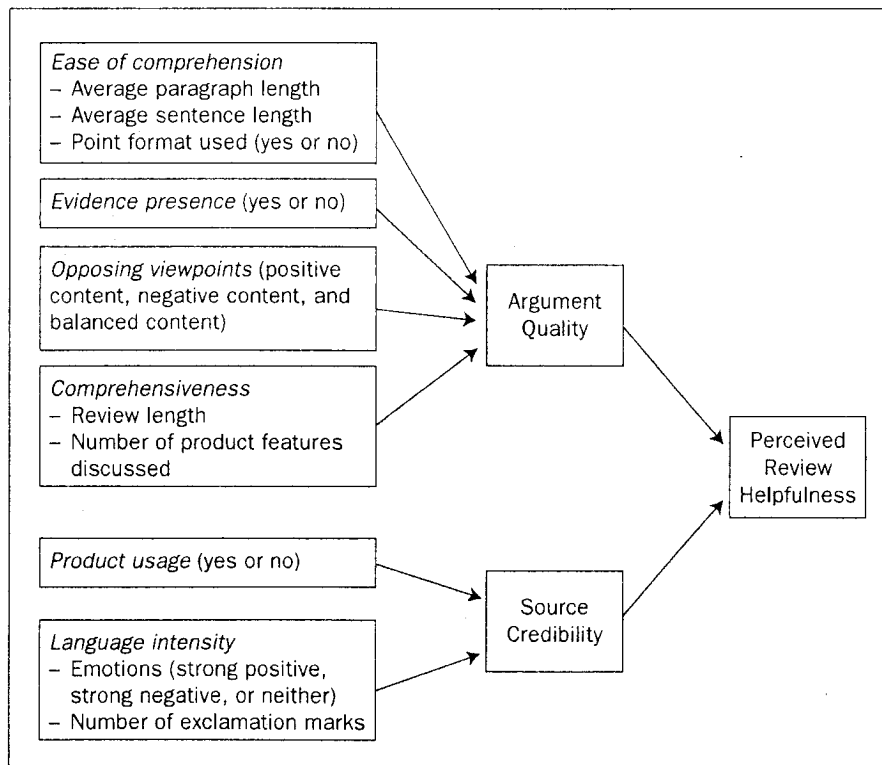 Ease of comprehension
– Average paragraph length
– Average sentence length
– Point format used (yes or no)
Evidence presence (yes or no)
Opposing viewpoints (positive
content, negative content, and
balanced content)
Comprehensiveness
– Review length
– Number of product features
discussed
Product usage (yes or no)
Language intensity
– Emotions (strong positive,
strong negative, or neither)
– Number of exclamation marks
Argument
Quality
Source
Credibility
Perceived
Review
Helpfulness